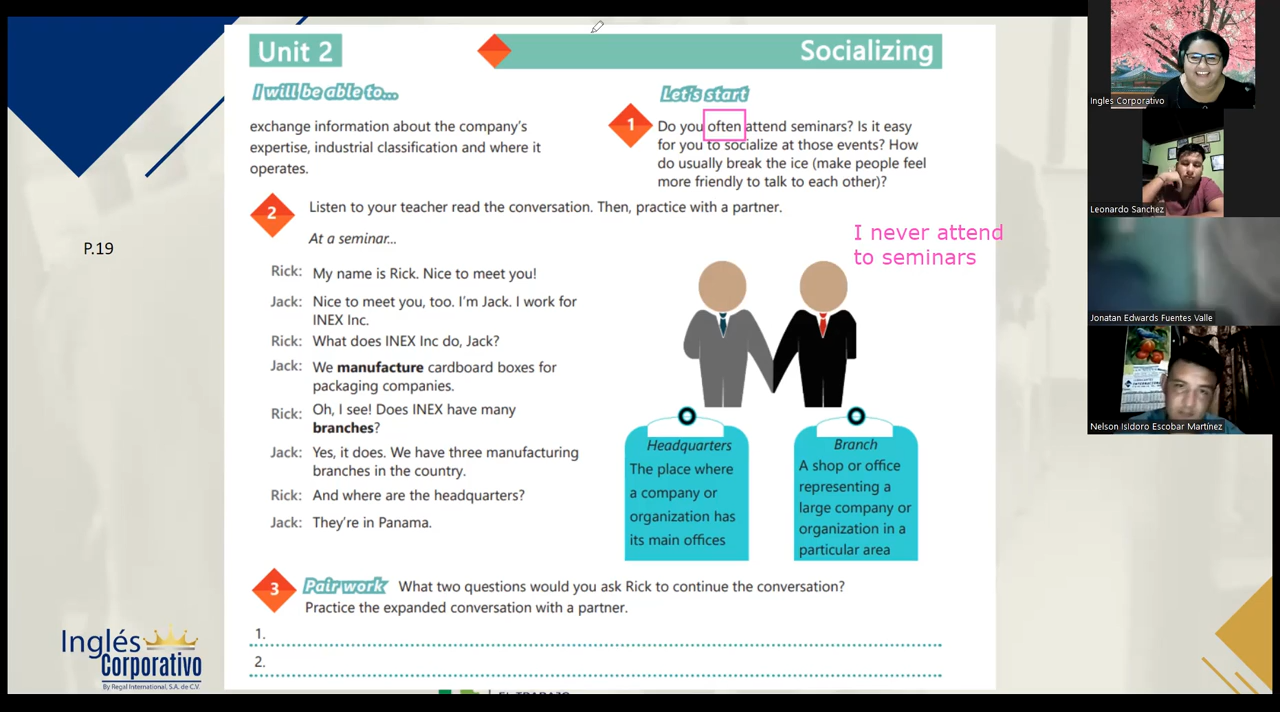 Unit 2
Socializing
I will be able to...
exchange information about the company's
expertise, industrial classification and where it
operates.
Let's start
1
Do you often attend seminars? Is it easy
for you to socialize at those events? How
do usually break the ice (make people feel
more friendly to talk to each other)?
2
Listen to your teacher read the conversation. Then, practice with a partner.
At a seminar...
P.19
I never attend
to seminars
Rick: My name is Rick. Nice to meet you!
Jack: Nice to meet you, too. I'm Jack. I work for
INEX Inc.
Rick: What does INEX Inc do, Jack?
Jack: We manufacture cardboard boxes for
packaging companies.
Rick: Oh, I see! Does INEX have many
branches?
Jack: Yes, it does. We have three manufacturing
branches in the country.
Rick: And where are the headquarters?
Jack: They're in Panama.
Headquarters
The place where
a company or
organization has
its main offices
Branch
A shop or office
representing a
large company or
organization in a
particular area
3
Pair work What two questions would you ask Rick to continue the conversation?
Practice the expanded conversation with a partner.
1.
2.
Inglés
Corporativo
By Regal International, S.A. de C.V.
Ingles Corporativo
Leonardo Sanchez
Jonatan Edwards Fuentes Valle
Nelson Isidoro Escobar Martínez